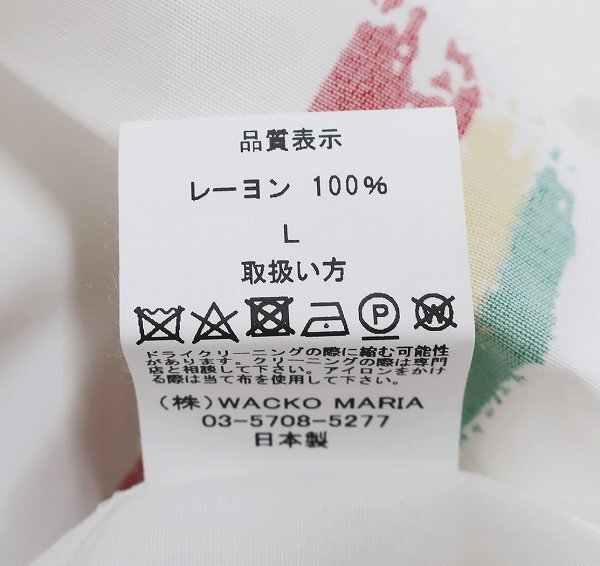 品質表示
レーヨン 100%
L
取扱い方
P W
ドライクリーニングの際に縮む可能性
があります。クリーニングの際は専門
店と相談して下さい。アイロンをかけ
る際は当て布を使用して下さい。
(株)WACKO MARIA
03-5708-5277
日本製